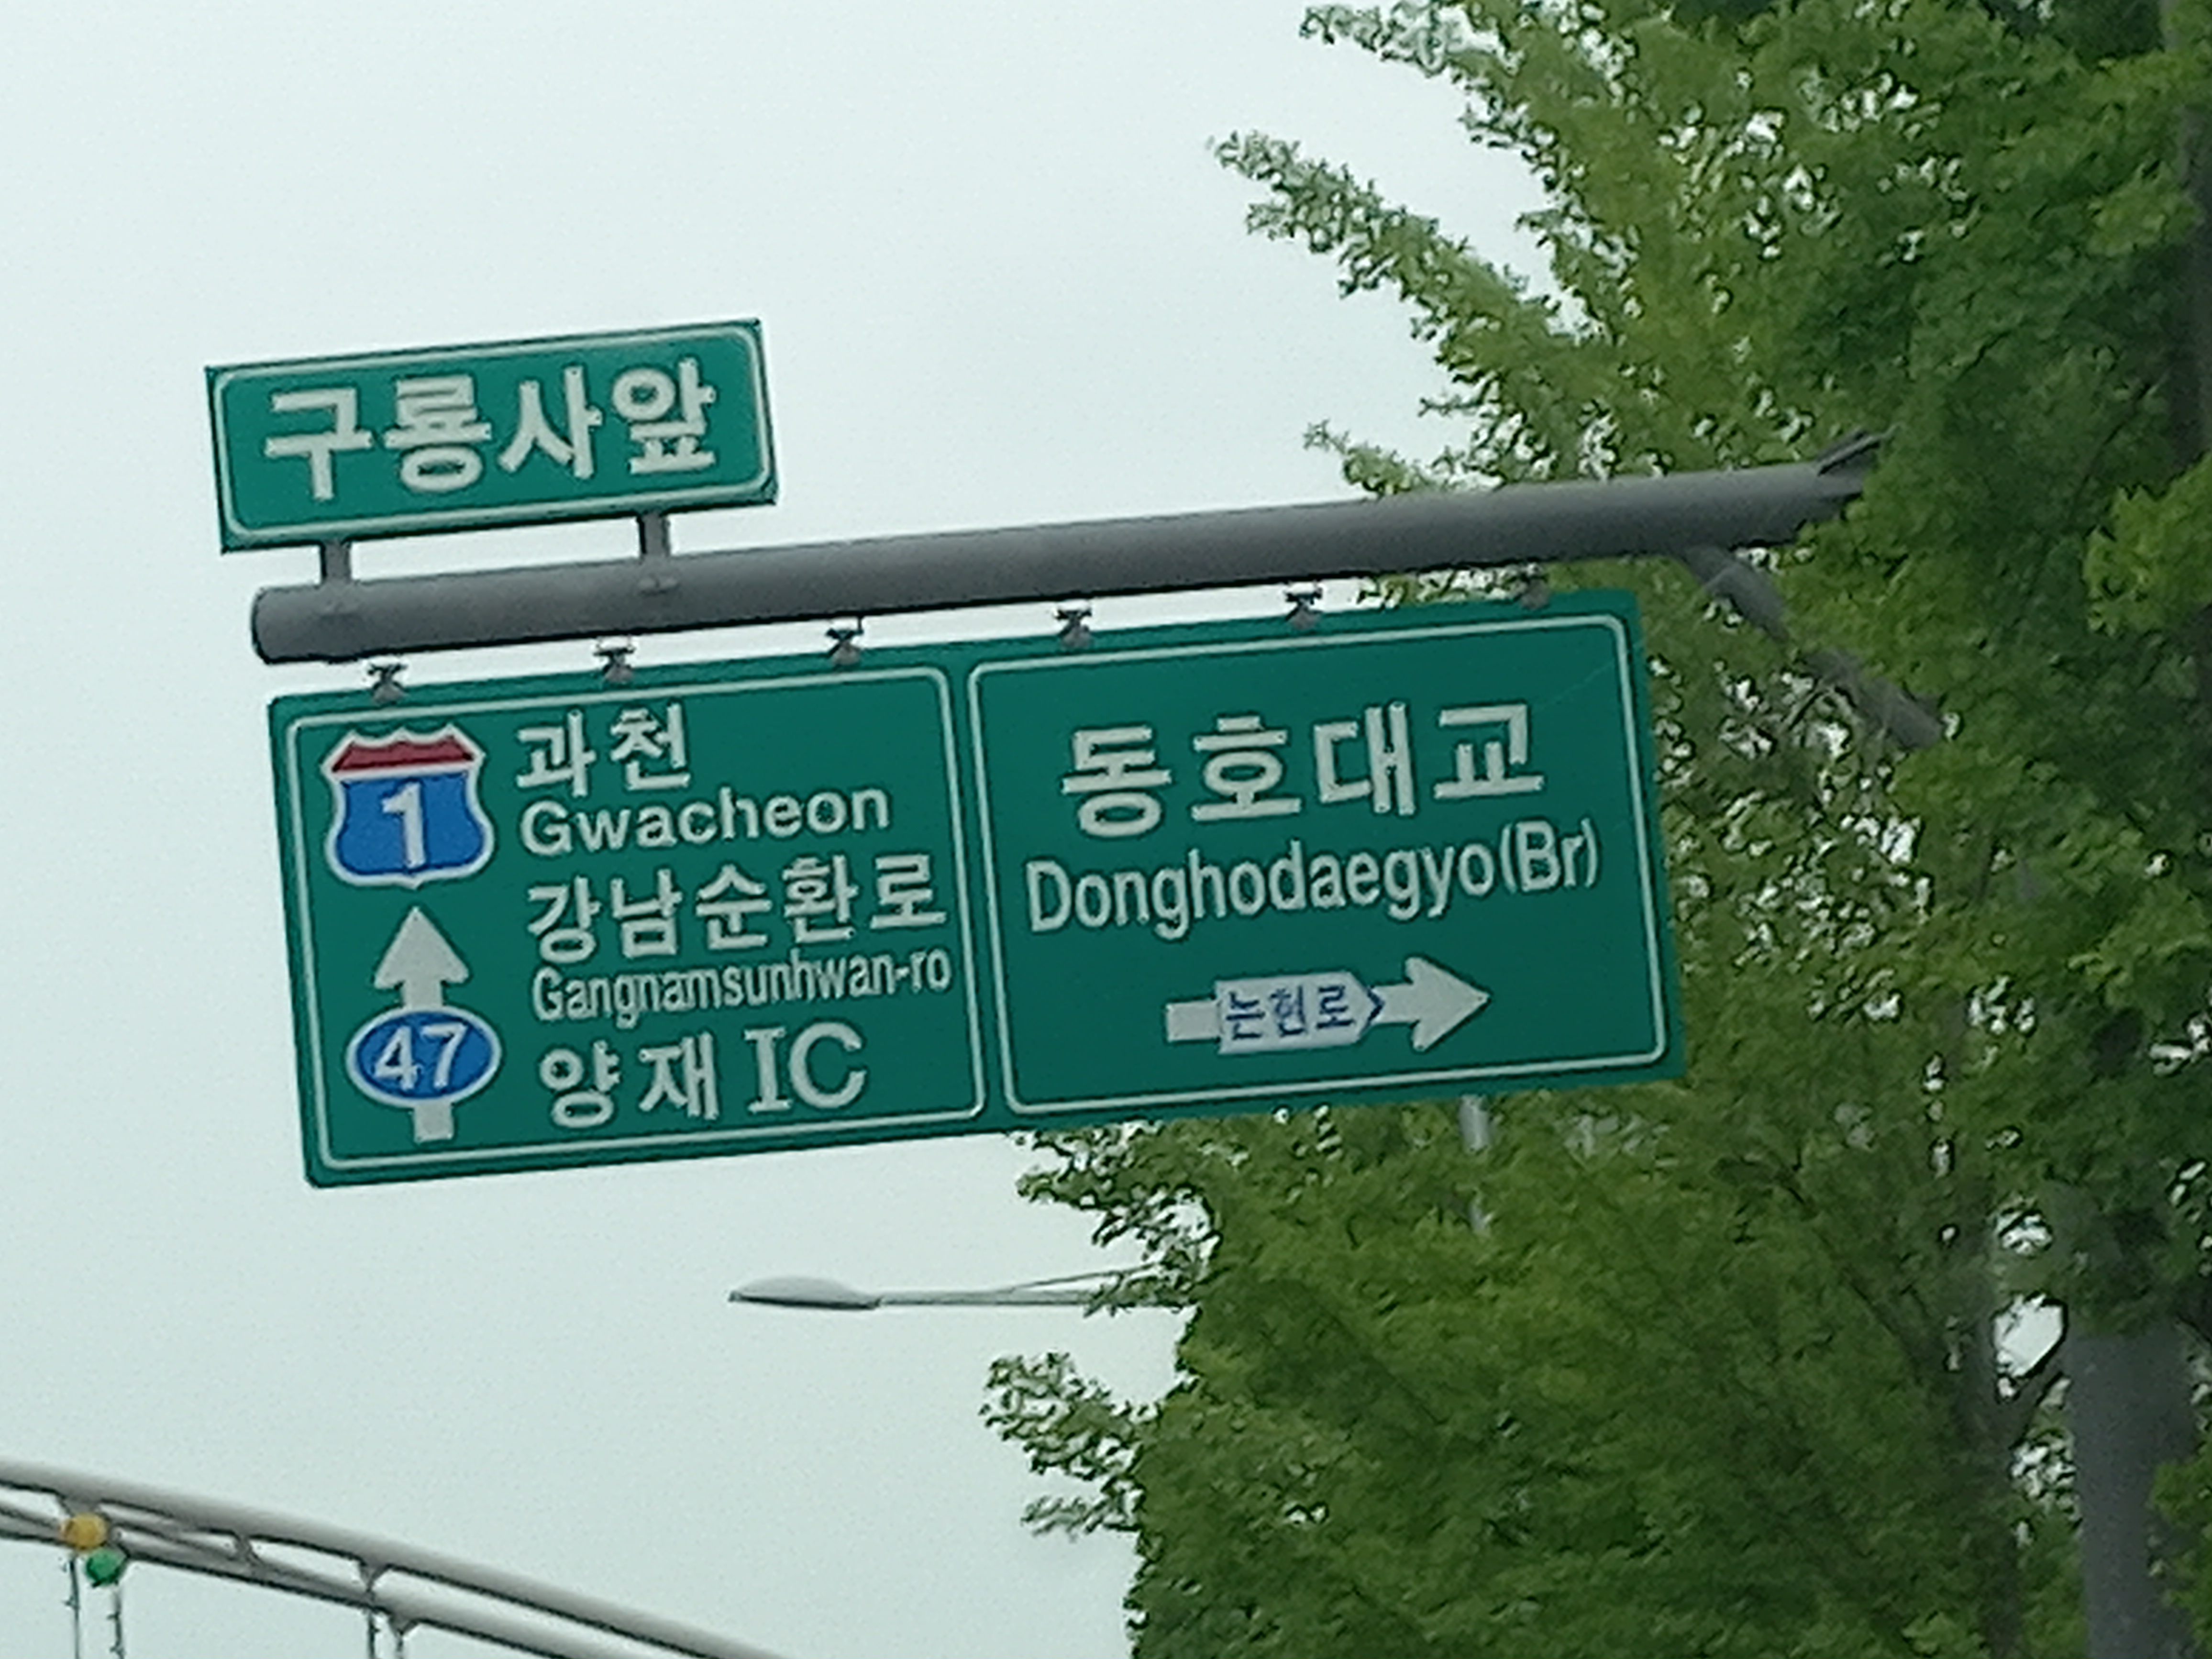 구룡사앞
1
과천
Gwacheon
강남순환로
Gangnamsunhwan-ro
47
양재 IC
동호대교
Donghodaegyo(Br)
논현로